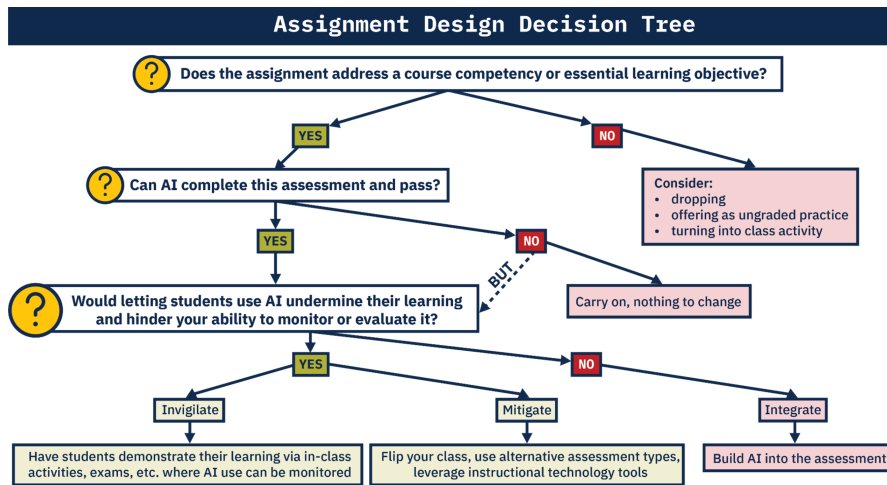 Assignment Design Decision Tree
? Does the assignment address a course competency or essential learning objective?
YES
NO
? Can AI complete this assessment and pass?
Consider:
• dropping
• offering as ungraded practice
• turning into class activity
YES
NO
BUT
? Would letting students use AI undermine their learning
and hinder your ability to monitor or evaluate it?
Carry on, nothing to change
YES
NO
Invigilate
Mitigate
Integrate
Have students demonstrate their learning via in-class
activities, exams, etc. where AI use can be monitored
Flip your class, use alternative assessment types,
leverage instructional technology tools
Build AI into the assessment